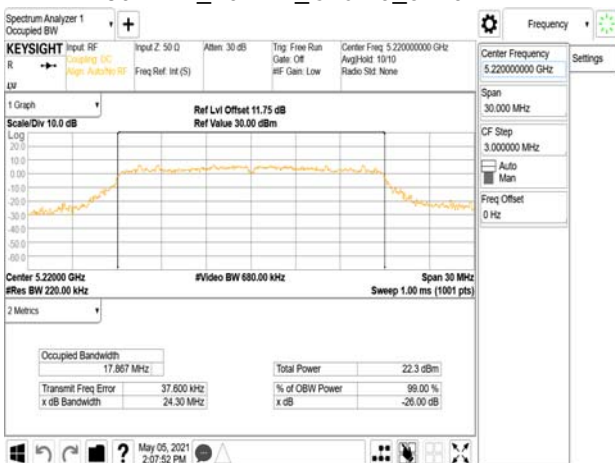 Spectrum Analyzer 1
Occupied BW
Frequency
KEYSIGHT
R
Input: RF
Coupling: DC
Align: Auto/No RF
Input Z: 50 Ω
Freq Ref: Int (S)
Atten: 30 dB
Trig: Free Run
Gate: Off
#IF Gain: Low
Center Freq: 5.220000000 GHz
Avg|Hold: 10/10
Radio Std: None
Center Frequency
5.220000000 GHz
Settings
Span
30.000 MHz
CF Step
3.000000 MHz
Auto
Man
Freq Offset
0 Hz
1 Graph
Scale/Div 10.0 dB
Ref Lvl Offset 11.75 dB
Ref Value 30.00 dBm
Log
20.0
10.0
0.00
-10.0
-20.0
-30.0
-40.0
-50.0
-60.0
Center 5.22000 GHz
#Res BW 220.00 kHz
#Video BW 680.00 kHz
Span 30 MHz
Sweep 1.00 ms (1001 pts)
2 Metrics
Occupied Bandwidth
17.867 MHz
Total Power 22.3 dBm
Transmit Freq Error 37.600 kHz
% of OBW Power 99.00 %
x dB Bandwidth 24.30 MHz
x dB -26.00 dB
May 05, 2021
2:07:52 PM